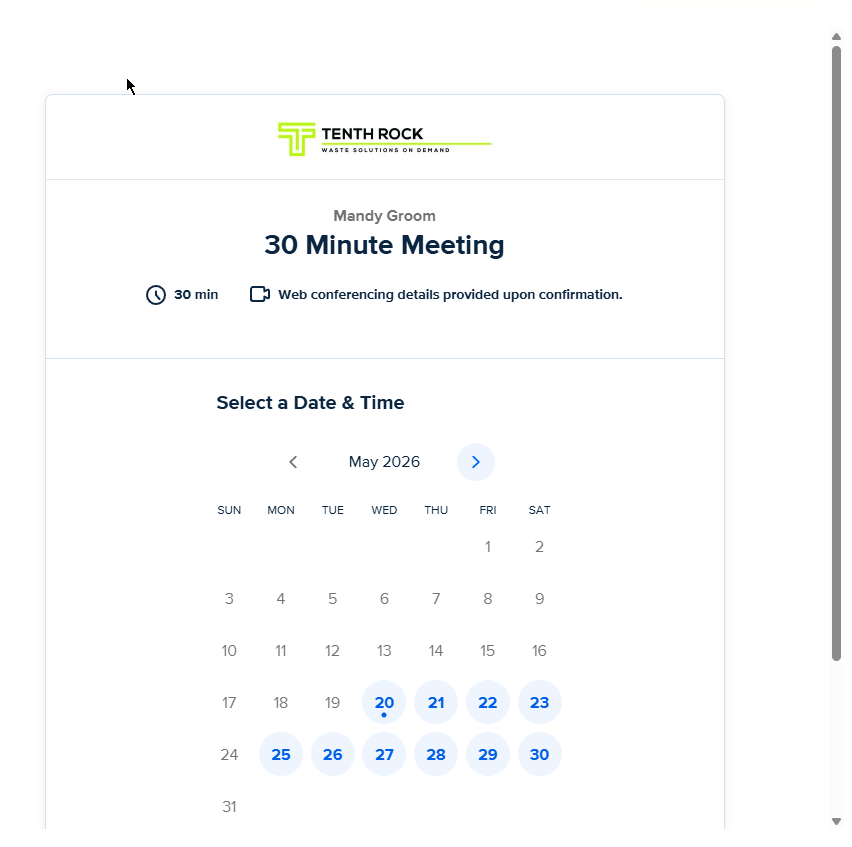 TENTH ROCK
WASTE SOLUTIONS ON DEMAND
Mandy Groom
30 Minute Meeting
30 min Web conferencing details provided upon confirmation.
Select a Date & Time
May 2026
SUN MON TUE WED THU FRI SAT
1 2
3 4 5 6 7 8 9
10 11 12 13 14 15 16
17 18 19 20 21 22 23
24 25 26 27 28 29 30
31